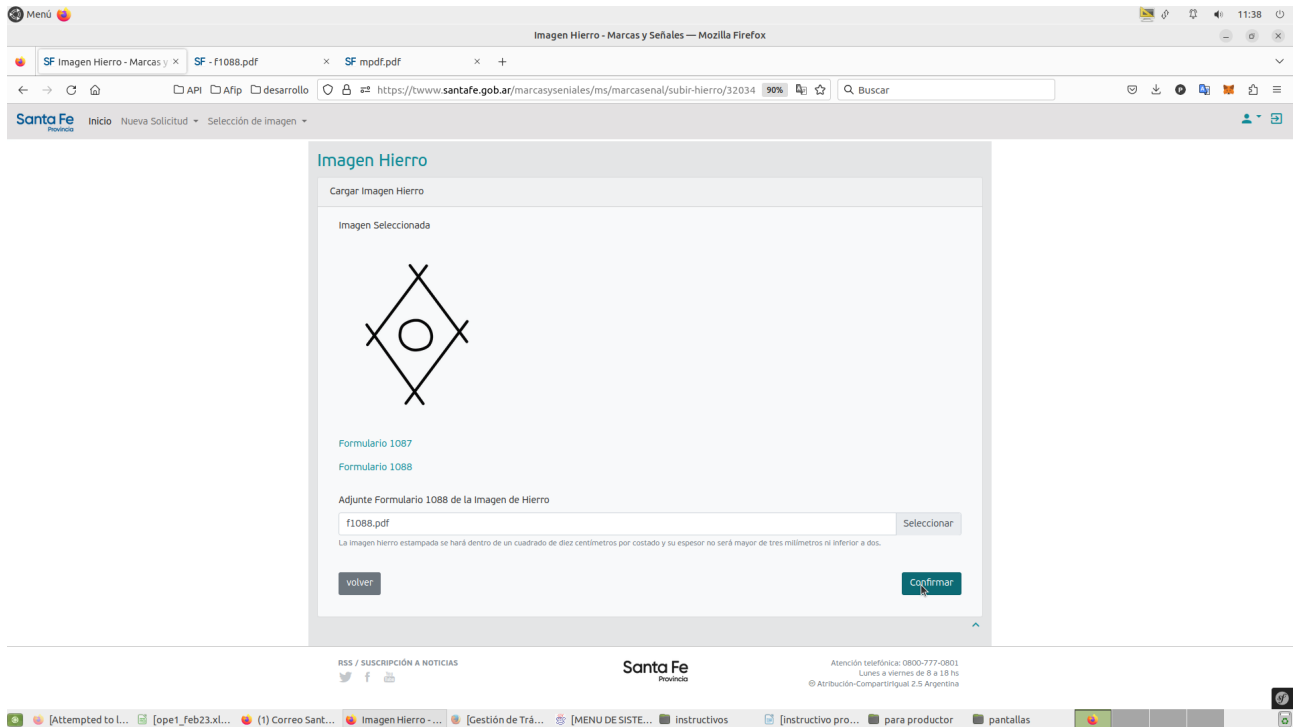 Menú
11:38
Imagen Hierro - Marcas y Señales — Mozilla Firefox
SF Imagen Hierro - Marcas y
SF - f1088.pdf
SF mpdf.pdf
API
Afip
desarrollo
https://twww.santafe.gob.ar/marcasyseniales/ms/marcasenal/subir-hierro/32034
90%
Buscar
Santa Fe
Provincia
Inicio
Nueva Solicitud
Selección de imagen
Imagen Hierro
Cargar Imagen Hierro
Imagen Seleccionada
Formulario 1087
Formulario 1088
Adjunte Formulario 1088 de la Imagen de Hierro
f1088.pdf
Seleccionar
La imagen hierro estampada se hará dentro de un cuadrado de diez centímetros por costado y su espesor no será mayor de tres milímetros ni inferior a dos.
volver
Confirmar
RSS / SUSCRIPCIÓN A NOTICIAS
Santa Fe
Provincia
Atención telefónica: 0800-777-0801
Lunes a viernes de 8 a 18 hs
Atribución-CompartirIgual 2.5 Argentina
[Attempted to l...
[ope1_feb23.xl...
(1) Correo Sant...
Imagen Hierro - ...
[Gestión de Trá...
[MENU DE SISTE...
instructivos
[instructivo pro...
para productor
pantallas